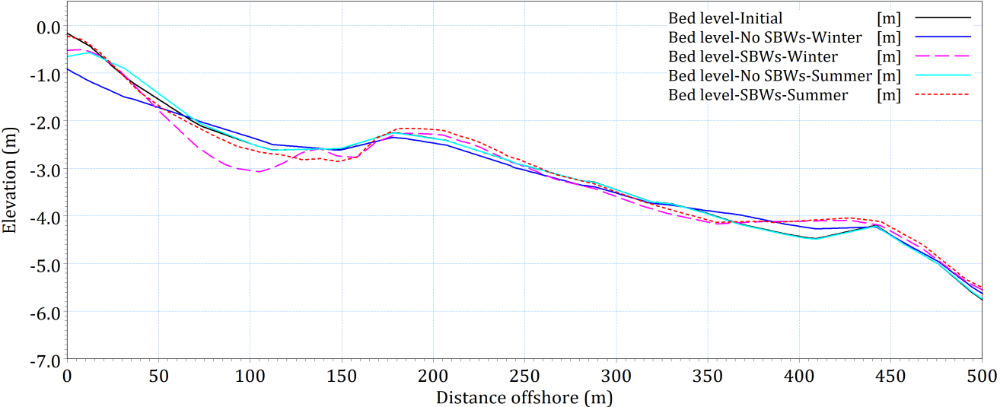 Bed level-Initial [m]
Bed level-No SBWs-Winter [m]
Bed level-SBWs-Winter [m]
Bed level-No SBWs-Summer [m]
Bed level-SBWs-Summer [m]
0.0
-1.0
-2.0
-3.0
-4.0
-5.0
-6.0
-7.0
Elevation (m)
0 50 100 150 200 250 300 350 400 450 500
Distance offshore (m)